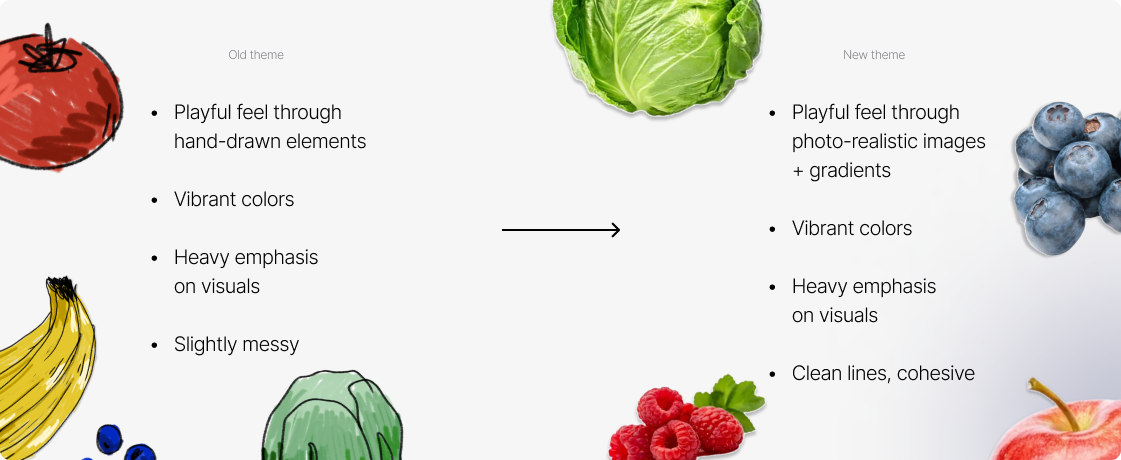 Old theme
• Playful feel through
hand-drawn elements
• Vibrant colors
• Heavy emphasis
on visuals
• Slightly messy
New theme
• Playful feel through
photo-realistic images
+ gradients
• Vibrant colors
• Heavy emphasis
on visuals
• Clean lines, cohesive